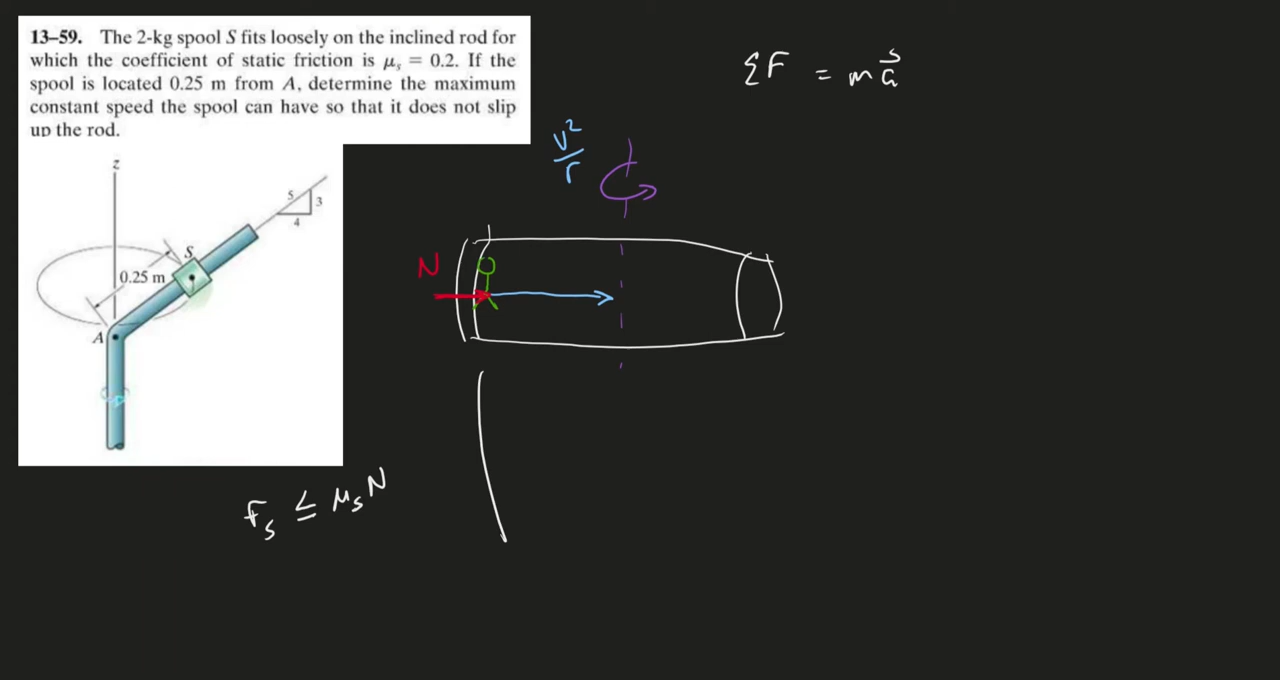 13–59. The 2-kg spool S fits loosely on the inclined rod for
which the coefficient of static friction is μs = 0.2. If the
spool is located 0.25 m from A, determine the maximum
constant speed the spool can have so that it does not slip
up the rod.
ΣF = ma⃗
v²/r
z
5
3
4
S
0.25 m
N
A
Fs ≤ μsN